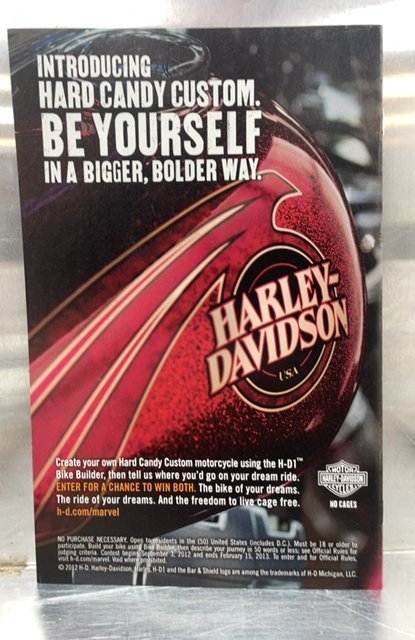 INTRODUCING
HARD CANDY CUSTOM.
BE YOURSELF
IN A BIGGER, BOLDER WAY.
HARLEY-
DAVIDSON
USA
Create your own Hard Candy Custom motorcycle using the H-D1™
Bike Builder, then tell us where you'd go on your dream ride.
ENTER FOR A CHANCE TO WIN BOTH. The bike of your dreams.
The ride of your dreams. And the freedom to live cage free.
h-d.com/marvel
MOTOR
HARLEY-DAVIDSON
CYCLES
NO CAGES
NO PURCHASE NECESSARY. Open to residents in the (50) United States (includes D.C.). Must be 18 or older to
participate. Build your bike using Bike Builder, then describe your journey in 50 words or less; see Official Rules for
judging criteria. Contest begins September 3, 2012 and ends February 15, 2013. To enter and for Official Rules,
visit h-d.com/marvel. Void where prohibited.
© 2012 H-D. Harley-Davidson, Harley, H-D1 and the Bar & Shield logo are among the trademarks of H-D Michigan, LLC.